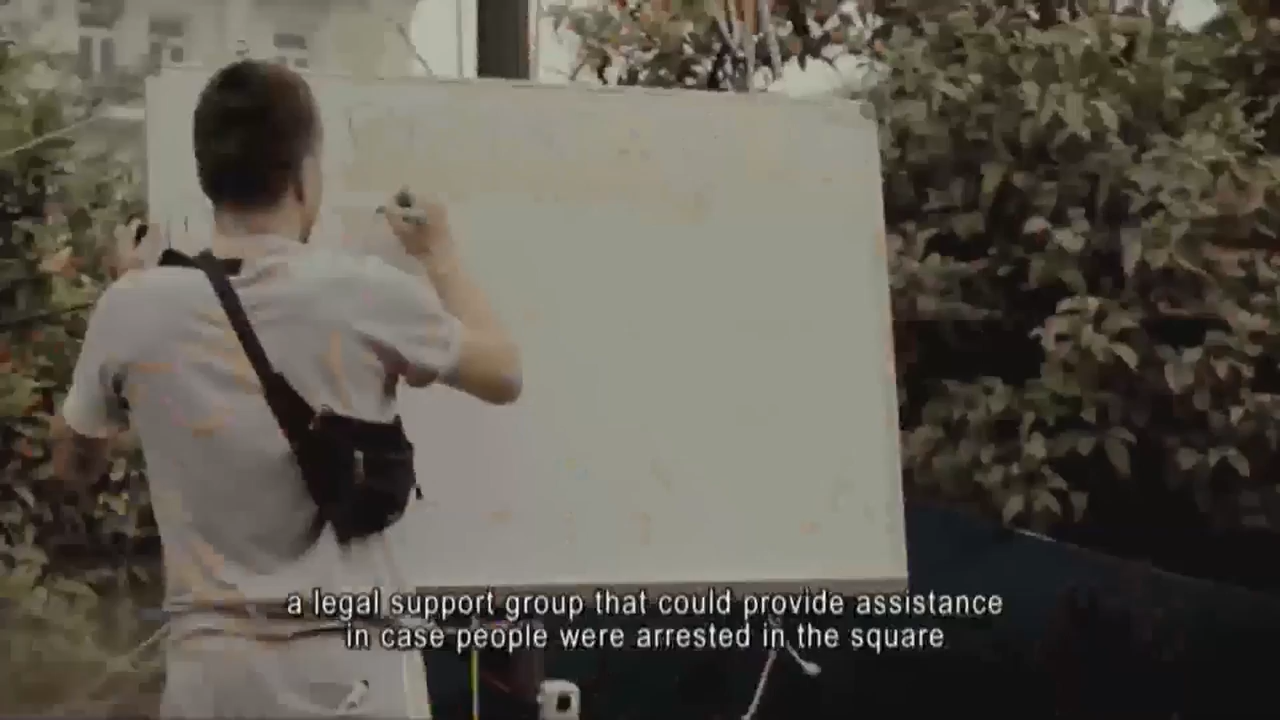 a legal support group that could provide assistance
in case people were arrested in the square